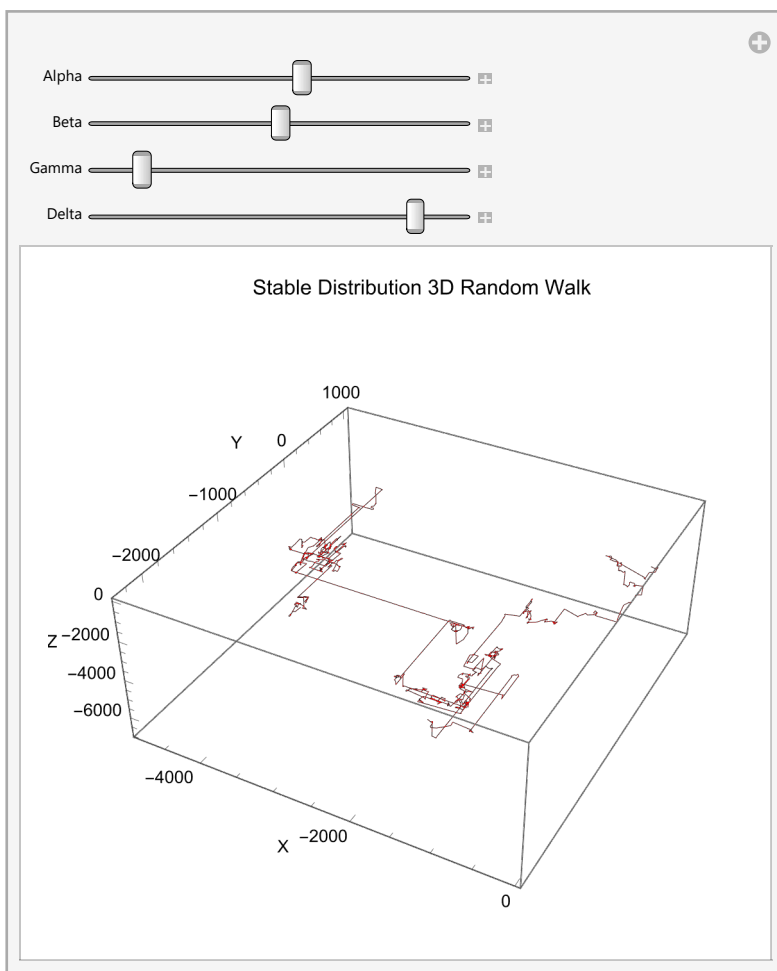 Alpha
Beta
Gamma
Delta
Stable Distribution 3D Random Walk
1000
Y 0
−1000
−2000
0
Z −2000
−4000
−6000
−4000
X −2000
0